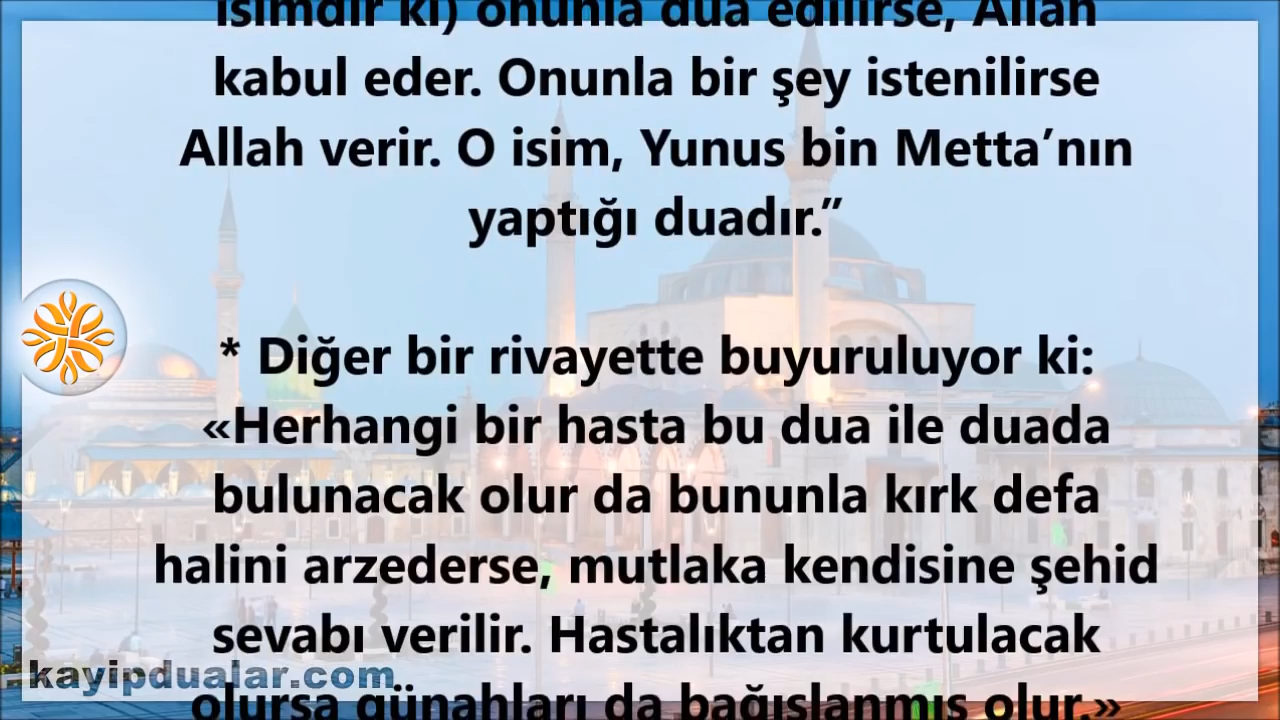 isimdir ki) onunla dua edilirse, Allah
kabul eder. Onunla bir şey istenilirse
Allah verir. O isim, Yunus bin Metta’nın
yaptığı duadır.”
* Diğer bir rivayette buyuruluyor ki:
«Herhangi bir hasta bu dua ile duada
bulunacak olur da bununla kırk defa
halini arzederse, mutlaka kendisine şehid
sevabı verilir. Hastalıktan kurtulacak
olursa günahları da bağışlanmış olur.»
kayipdualar.com